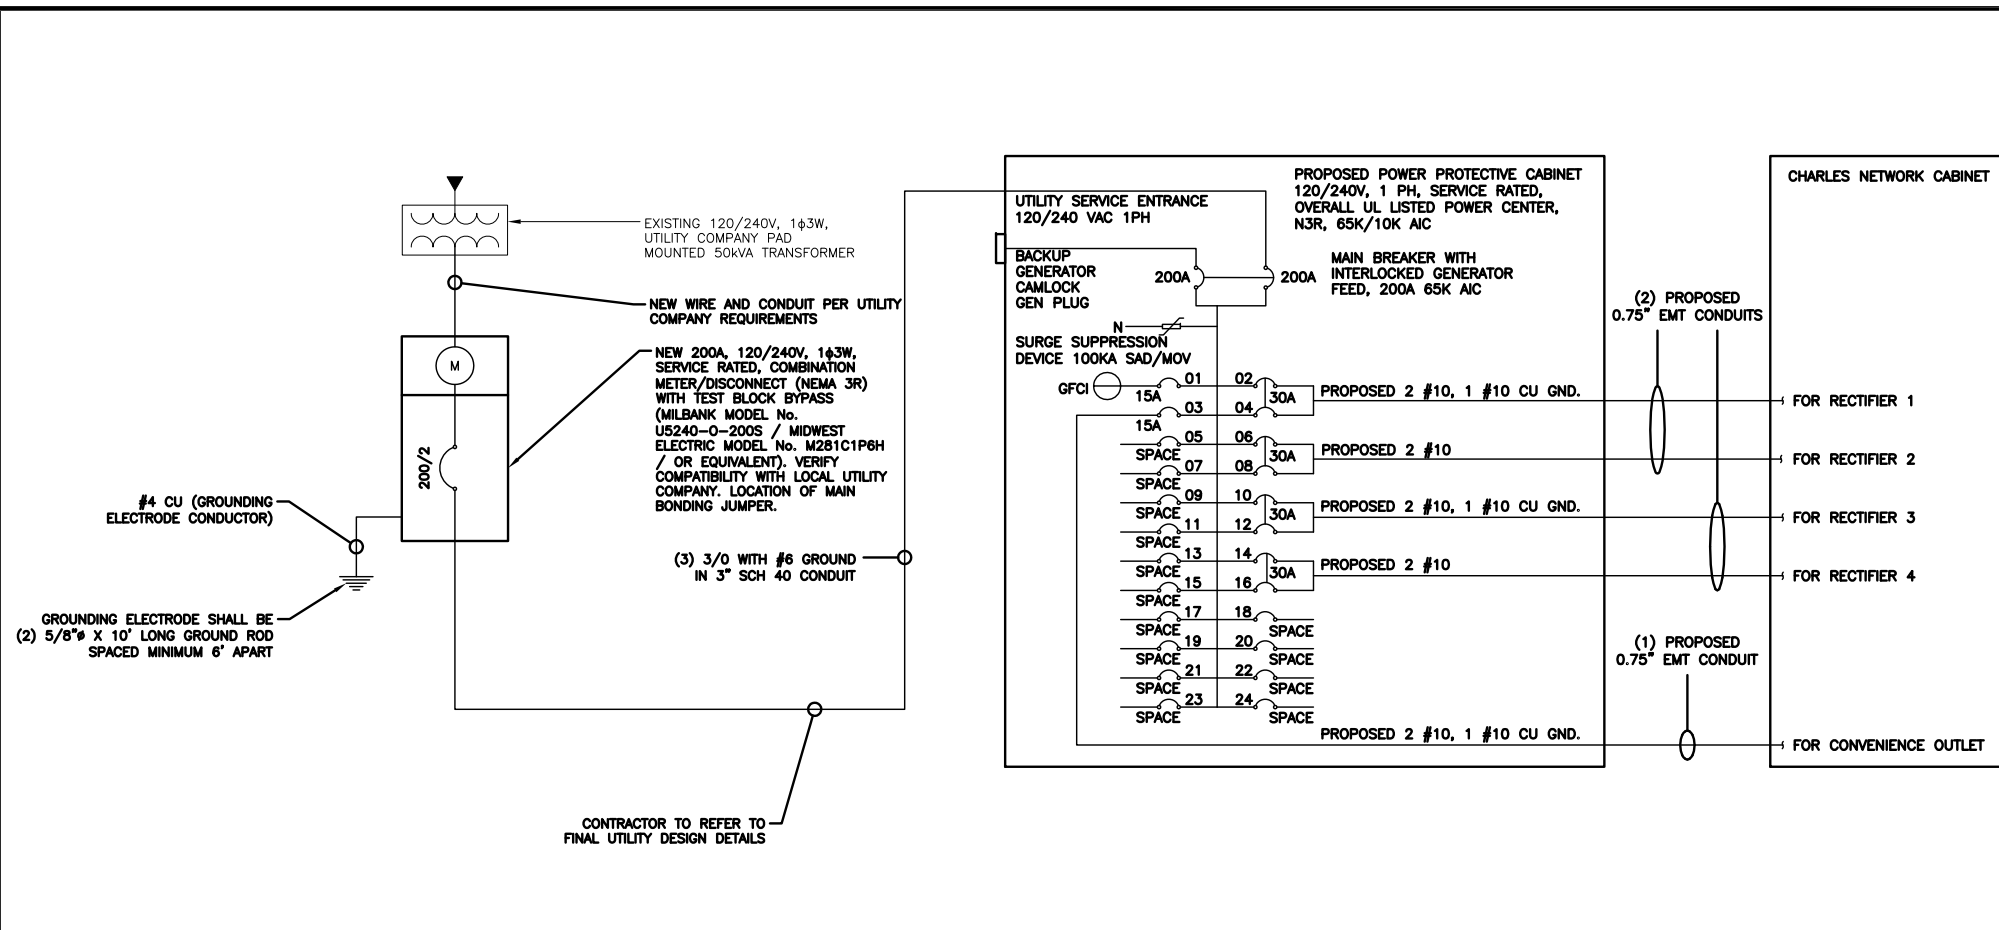 EXISTING 120/240V, 1ϕ3W,
UTILITY COMPANY PAD
MOUNTED 50kVA TRANSFORMER
NEW WIRE AND CONDUIT PER UTILITY
COMPANY REQUIREMENTS
M
200/2
NEW 200A, 120/240V, 1ϕ3W,
SERVICE RATED, COMBINATION
METER/DISCONNECT (NEMA 3R)
WITH TEST BLOCK BYPASS
(MILBANK MODEL No.
U5240-O-200S / MIDWEST
ELECTRIC MODEL No. M281C1P6H
/ OR EQUIVALENT). VERIFY
COMPATIBILITY WITH LOCAL UTILITY
COMPANY. LOCATION OF MAIN
BONDING JUMPER.
#4 CU (GROUNDING
ELECTRODE CONDUCTOR)
GROUNDING ELECTRODE SHALL BE
(2) 5/8"ø X 10' LONG GROUND ROD
SPACED MINIMUM 6' APART
(3) 3/0 WITH #6 GROUND
IN 3" SCH 40 CONDUIT
CONTRACTOR TO REFER TO
FINAL UTILITY DESIGN DETAILS
UTILITY SERVICE ENTRANCE
120/240 VAC 1PH
PROPOSED POWER PROTECTIVE CABINET
120/240V, 1 PH, SERVICE RATED,
OVERALL UL LISTED POWER CENTER,
N3R, 65K/10K AIC
BACKUP
GENERATOR
CAMLOCK
GEN PLUG
200A
200A
MAIN BREAKER WITH
INTERLOCKED GENERATOR
FEED, 200A 65K AIC
N
SURGE SUPPRESSION
DEVICE 100KA SAD/MOV
GFCI
01 02
15A 30A
PROPOSED 2 #10, 1 #10 CU GND.
03 04
15A
05 06
SPACE 30A
PROPOSED 2 #10
07 08
SPACE
09 10
SPACE 30A
PROPOSED 2 #10, 1 #10 CU GND.
11 12
SPACE
13 14
SPACE 30A
PROPOSED 2 #10
15 16
SPACE
17 18
SPACE SPACE
19 20
SPACE SPACE
21 22
SPACE SPACE
23 24
SPACE SPACE
PROPOSED 2 #10, 1 #10 CU GND.
(2) PROPOSED
0.75" EMT CONDUITS
(1) PROPOSED
0.75" EMT CONDUIT
CHARLES NETWORK CABINET
FOR RECTIFIER 1
FOR RECTIFIER 2
FOR RECTIFIER 3
FOR RECTIFIER 4
FOR CONVENIENCE OUTLET